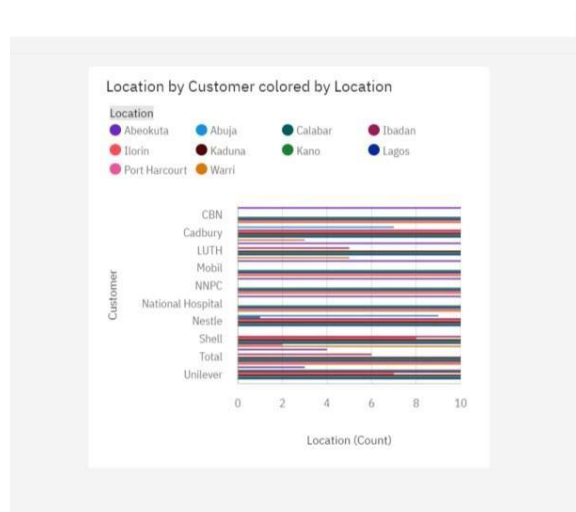 Location by Customer colored by Location
Location
Abeokuta Abuja Calabar Ibadan
Ilorin Kaduna Kano Lagos
Port Harcourt Warri
Customer
CBN
Cadbury
LUTH
Mobil
NNPC
National Hospital
Nestle
Shell
Total
Unilever
0 2 4 6 8 10
Location (Count)